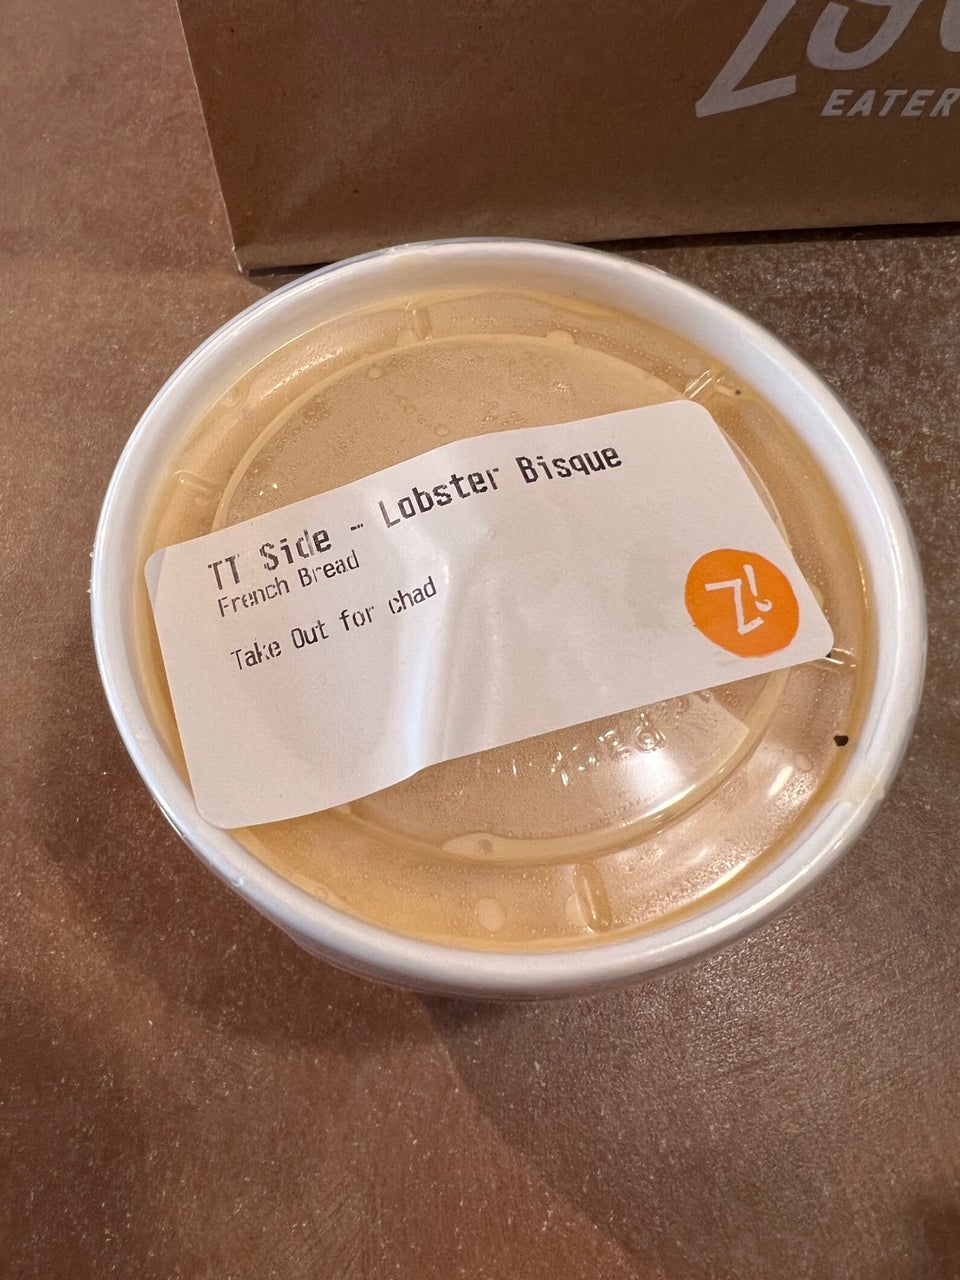 EATER
TT Side - Lobster Bisque
French Bread
Take Out for chad
Z!